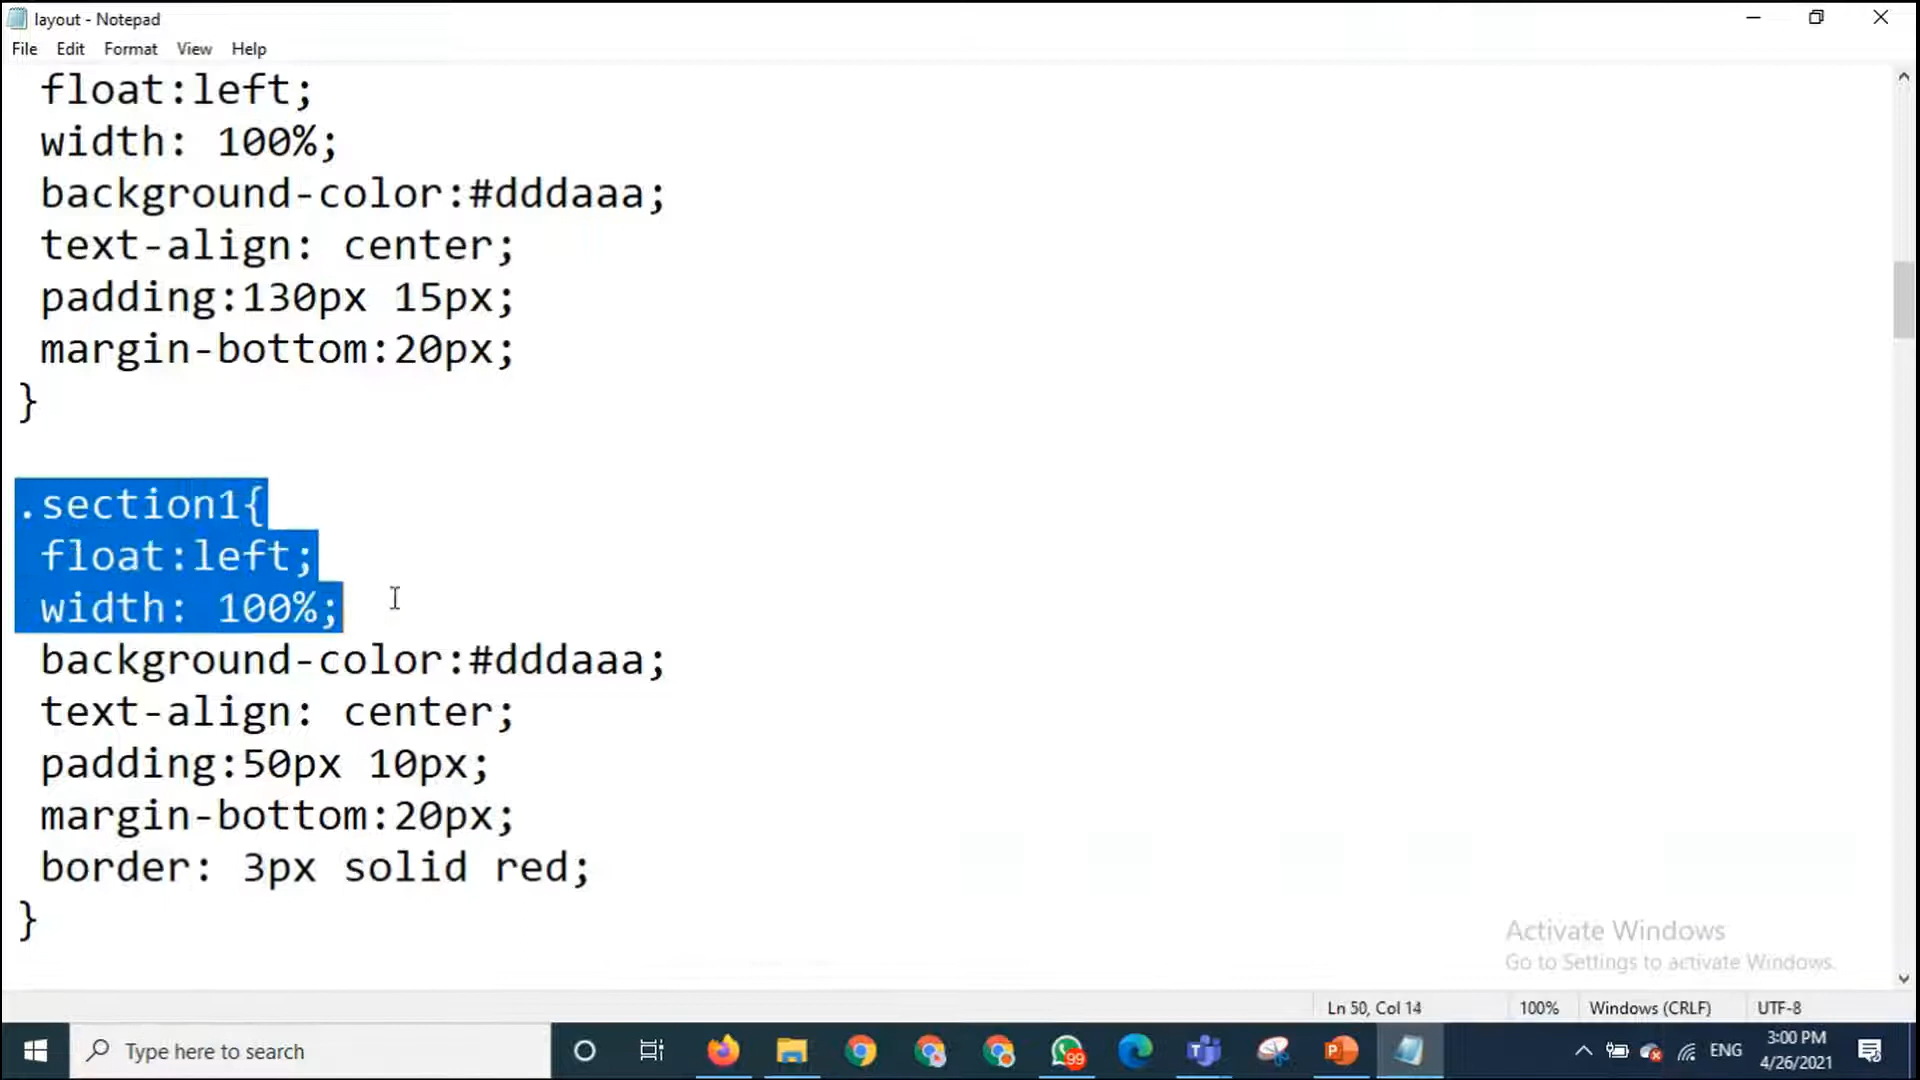 layout - Notepad
File Edit Format View Help
float:left;
width: 100%;
background-color:#dddaaa;
text-align: center;
padding:130px 15px;
margin-bottom:20px;
}
.section1{
float:left;
width: 100%;
background-color:#dddaaa;
text-align: center;
padding:50px 10px;
margin-bottom:20px;
border: 3px solid red;
}
Activate Windows
Go to Settings to activate Windows.
Ln 50, Col 14 100% Windows (CRLF) UTF-8
Type here to search 99 ENG 3:00 PM
4/26/2021